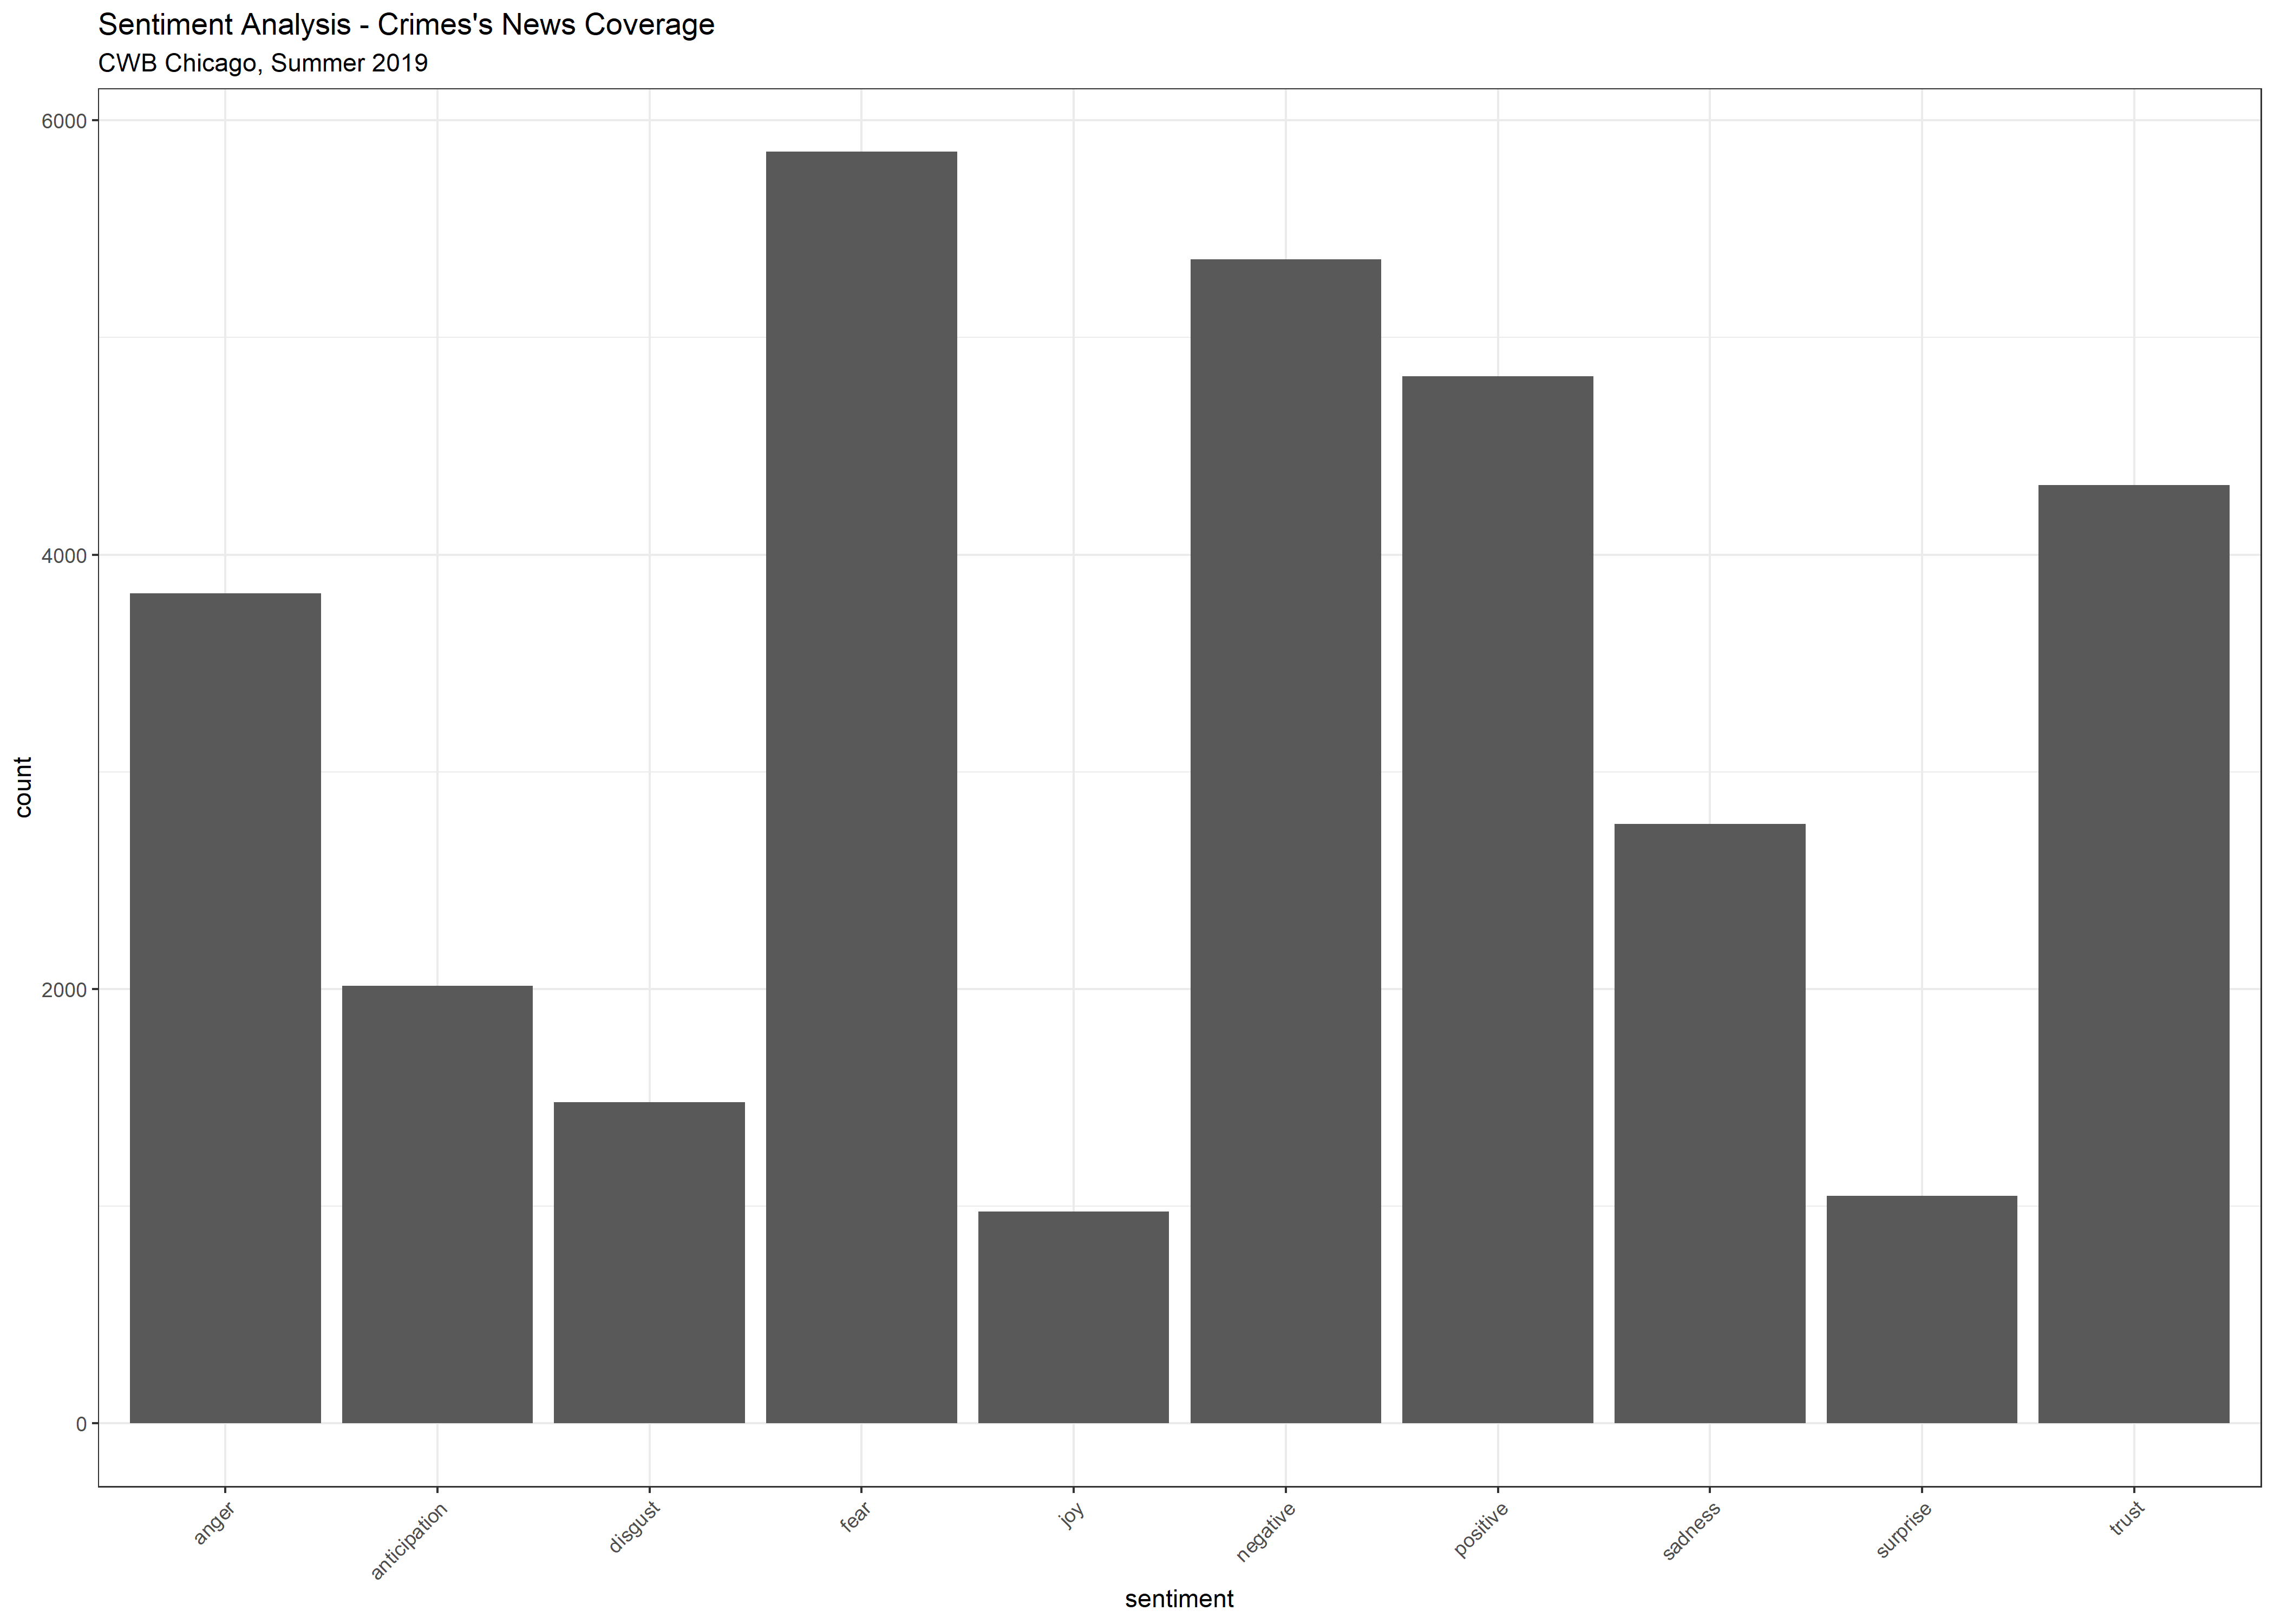 Sentiment Analysis - Crimes's News Coverage
CWB Chicago, Summer 2019
6000
4000
2000
0
count
anger
anticipation
disgust
fear
joy
negative
positive
sadness
surprise
trust
sentiment